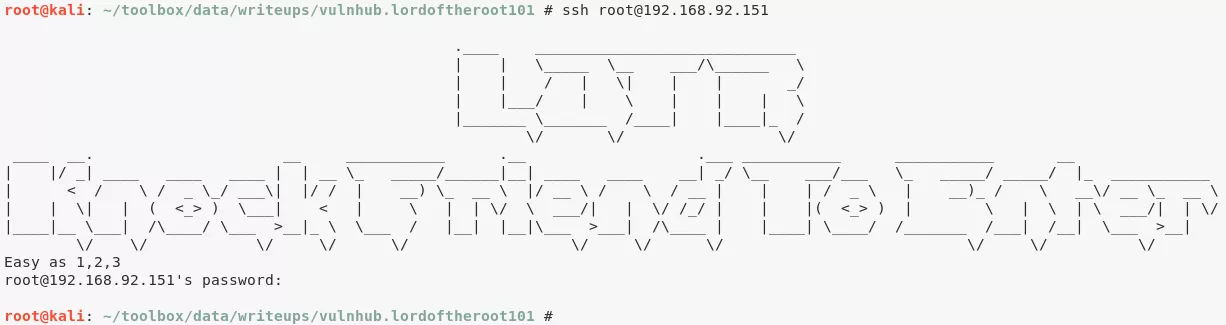 root@kali: ~/toolbox/data/writeups/vulnhub.lordoftheroot101 # ssh root@192.168.92.151
LOTR
Knock Friend To Enter
Easy as 1,2,3
root@192.168.92.151's password:
root@kali: ~/toolbox/data/writeups/vulnhub.lordoftheroot101 #